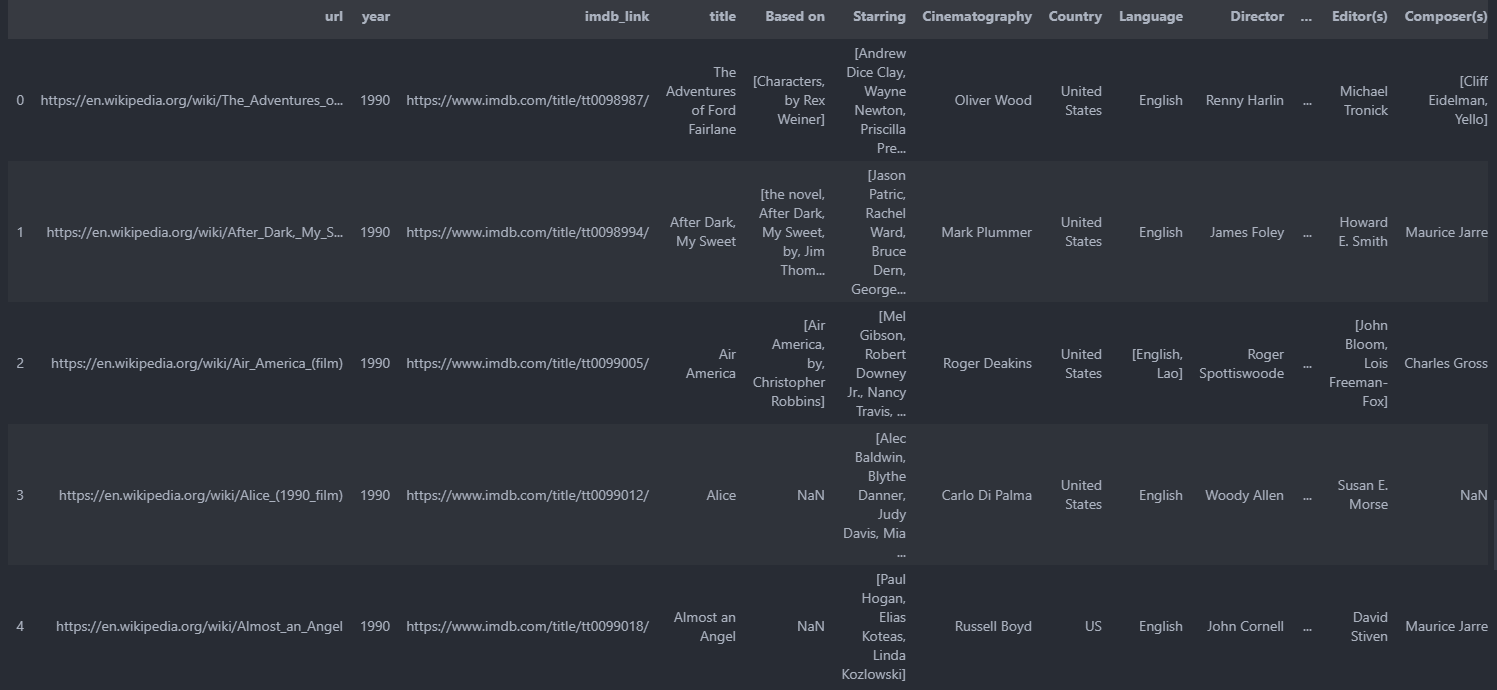 url year imdb_link title Based on Starring Cinematography Country Language Director ... Editor(s) Composer(s)
0 https://en.wikipedia.org/wiki/The_Adventures_o... 1990 https://www.imdb.com/title/tt0098987/ The Adventures of Ford Fairlane [Characters, by Rex Weiner] [Andrew Dice Clay, Wayne Newton, Priscilla Pre... Oliver Wood United States English Renny Harlin ... Michael Tronick [Cliff Eidelman, Yello]
1 https://en.wikipedia.org/wiki/After_Dark,_My_S... 1990 https://www.imdb.com/title/tt0098994/ After Dark, My Sweet [the novel, After Dark, My Sweet, by, Jim Thom... [Jason Patric, Rachel Ward, Bruce Dern, George... Mark Plummer United States English James Foley ... Howard E. Smith Maurice Jarre
2 https://en.wikipedia.org/wiki/Air_America_(film) 1990 https://www.imdb.com/title/tt0099005/ Air America [Air America, by, Christopher Robbins] [Mel Gibson, Robert Downey Jr., Nancy Travis, ... Roger Deakins United States [English, Lao] Roger Spottiswoode ... [John Bloom, Lois Freeman-Fox] Charles Gross
3 https://en.wikipedia.org/wiki/Alice_(1990_film) 1990 https://www.imdb.com/title/tt0099012/ Alice NaN [Alec Baldwin, Blythe Danner, Judy Davis, Mia ... Carlo Di Palma United States English Woody Allen ... Susan E. Morse NaN
4 https://en.wikipedia.org/wiki/Almost_an_Angel 1990 https://www.imdb.com/title/tt0099018/ Almost an Angel NaN [Paul Hogan, Elias Koteas, Linda Kozlowski] Russell Boyd US English John Cornell ... David Stiven Maurice Jarre